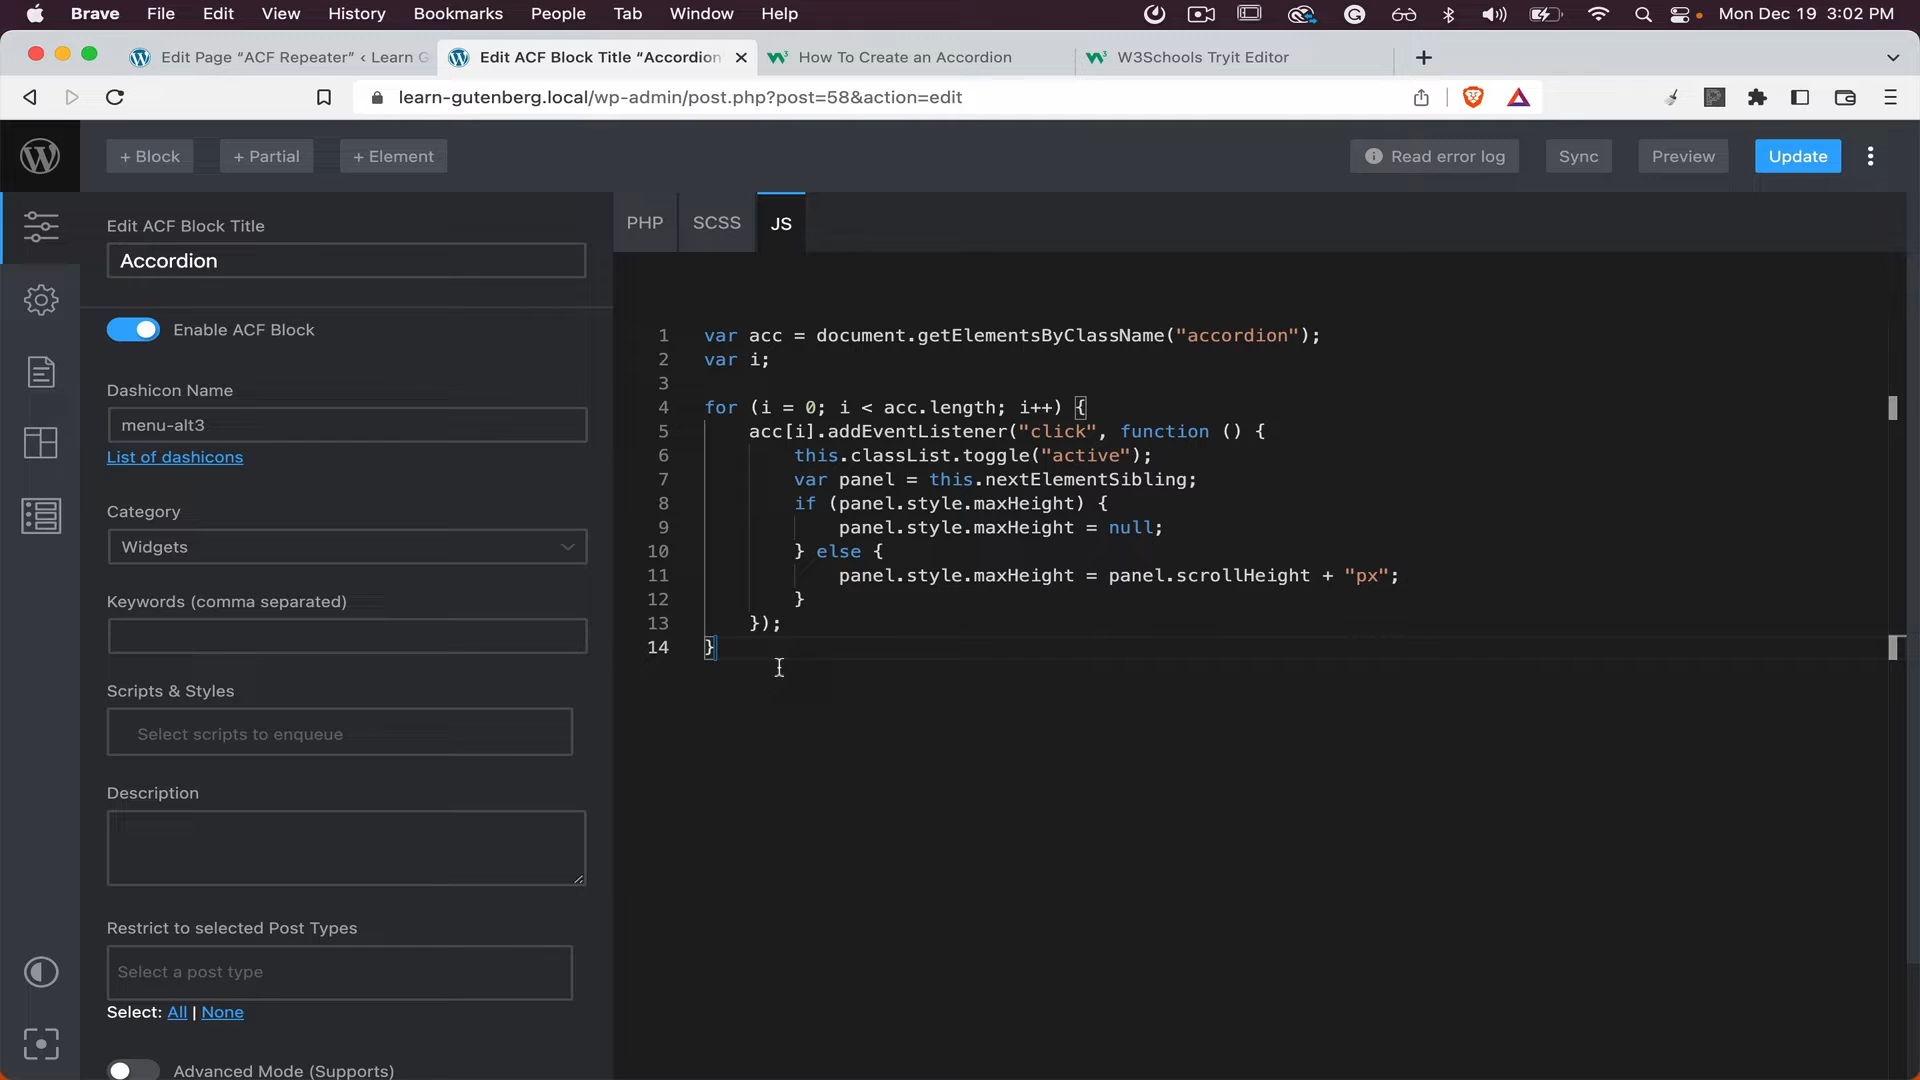 Brave File Edit View History Bookmarks People Tab Window Help Mon Dec 19 3:02 PM
Edit Page “ACF Repeater” ‹ Learn G Edit ACF Block Title “Accordion How To Create an Accordion W3Schools Tryit Editor
learn-gutenberg.local/wp-admin/post.php?post=58&action=edit
+ Block + Partial + Element Read error log Sync Preview Update
PHP SCSS JS
Edit ACF Block Title
Accordion
Enable ACF Block
Dashicon Name
menu-alt3
List of dashicons
Category
Widgets
Keywords (comma separated)
Scripts & Styles
Select scripts to enqueue
Description
Restrict to selected Post Types
Select a post type
Select: All | None
Advanced Mode (Supports)
1 var acc = document.getElementsByClassName("accordion");
2 var i;
3
4 for (i = 0; i < acc.length; i++) {
5 acc[i].addEventListener("click", function () {
6 this.classList.toggle("active");
7 var panel = this.nextElementSibling;
8 if (panel.style.maxHeight) {
9 panel.style.maxHeight = null;
10 } else {
11 panel.style.maxHeight = panel.scrollHeight + "px";
12 }
13 });
14 }